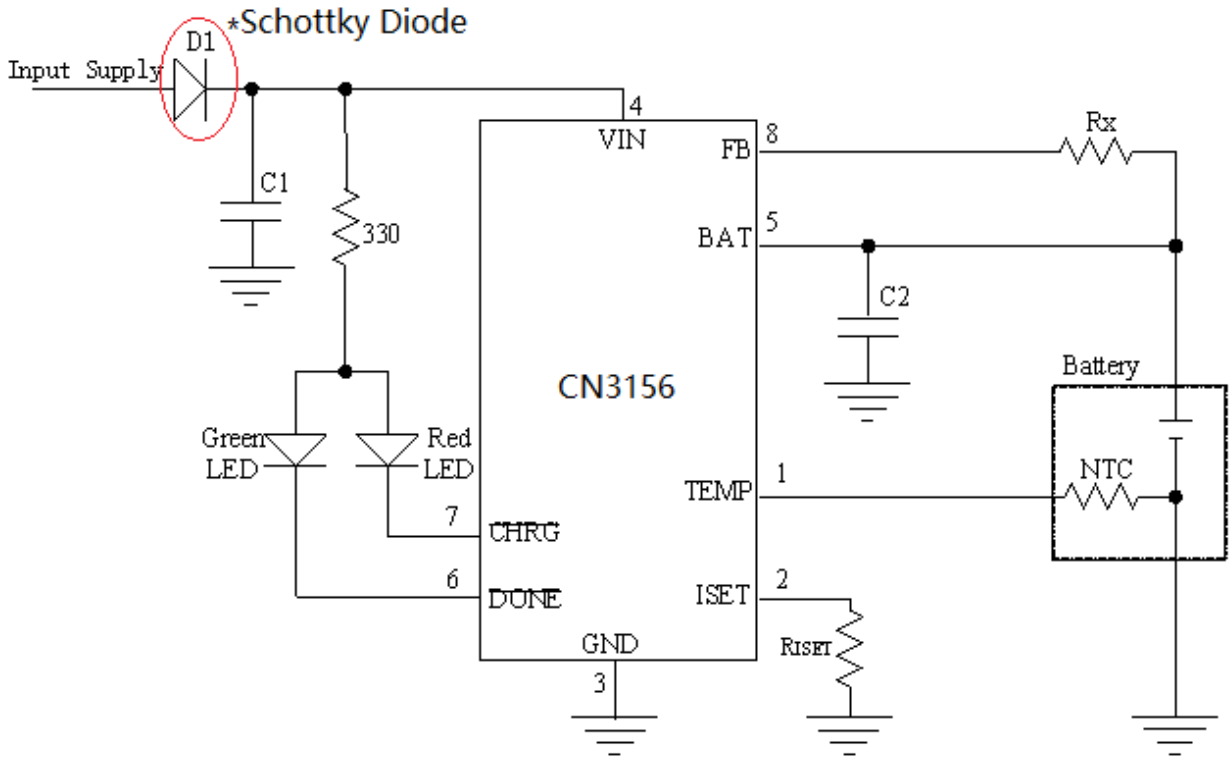 *Schottky Diode
D1
Input Supply
4
VIN
8
FB
Rx
C1
330
5
BAT
C2
CN3156
Battery
Green
LED
Red
LED
1
TEMP
NTC
7
CHRG
6
DONE
2
ISET
GND
3
RISET